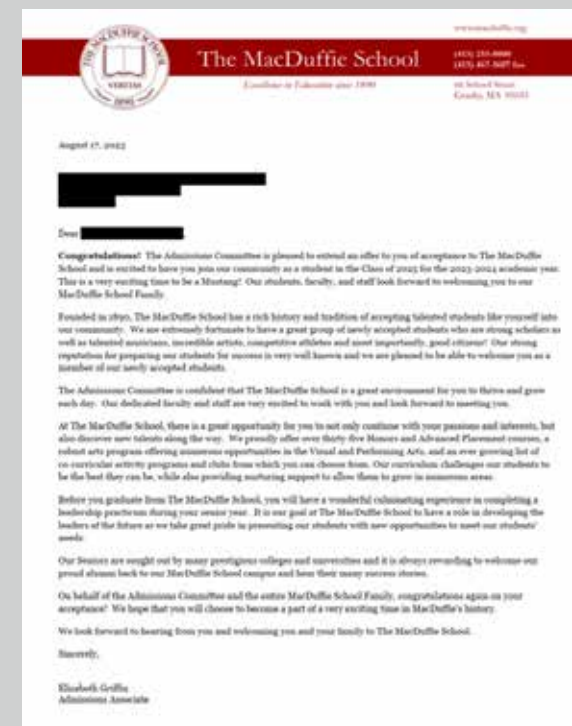 www.macduffie.org
THE MACDUFFIE SCHOOL
VERITAS
1890
The MacDuffie School
Excellence in Education since 1890
66 School Street
Granby, MA 01033
August 17, 2023
Dear
Congratulations! The Admissions Committee is pleased to extend an offer to you of acceptance to The MacDuffie
School and is excited to have you join our community as a student in the Class of 2025 for the 2023-2024 academic year.
This is a very exciting time to be a Mustang! Our students, faculty, and staff look forward to welcoming you to our
MacDuffie School Family.
Founded in 1890, The MacDuffie School has a rich history and tradition of accepting talented students like yourself into
our community. We are extremely fortunate to have a great group of newly accepted students who are strong scholars as
well as talented musicians, incredible artists, competitive athletes and most importantly, good citizens! Our strong
reputation for preparing our students for success is very well known and we are pleased to be able to welcome you as a
member of our newly accepted students.
The Admissions Committee is confident that The MacDuffie School is a great environment for you to thrive and grow
each day. Our dedicated faculty and staff are very excited to work with you and look forward to meeting you.
At The MacDuffie School, there is a great opportunity for you to not only continue with your passions and interests, but
also discover new talents along the way. We proudly offer over thirty five Honors and Advanced Placement courses, a
robust arts program offering numerous opportunities in the Visual and Performing Arts, and an ever growing list of
co-curricular activity programs and clubs from which you can choose from. Our curriculum challenges our students to
be the best they can be, while also providing nurturing support to allow them to grow in numerous areas.
Before you graduate from The MacDuffie School, you will have a wonderful culminating experience in completing a
leadership practicum during your senior year. It is our goal at The MacDuffie School to have a role in developing the
leaders of the future as we take great pride in presenting our students with new opportunities to meet our students'
needs.
Our Seniors are sought out by many prestigious colleges and universities and it is always rewarding to welcome our
proud alumni back to our MacDuffie School campus and hear their many success stories.
On behalf of the Admissions Committee and the entire MacDuffie School Family, congratulations again on your
acceptance! We hope that you will choose to become a part of a very exciting time in MacDuffie's history.
We look forward to hearing from you and welcoming you and your family to The MacDuffie School.
Sincerely,
Elizabeth Griffin
Admissions Associate